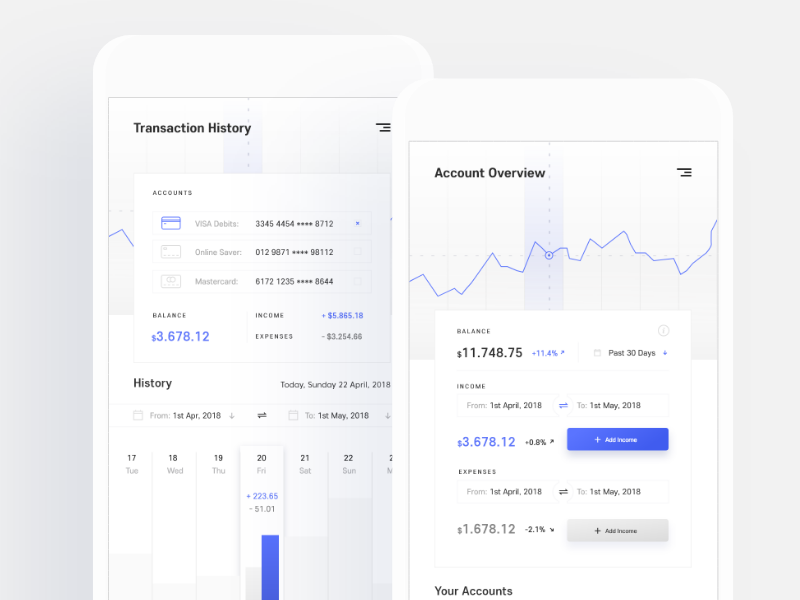 Transaction History
ACCOUNTS
VISA Debits: 3345 4454 **** 8712
Online Saver: 012 9871 **** 98112
Mastercard: 6172 1235 **** 8644
BALANCE
$3.678.12
INCOME + $5.865.18
EXPENSES - $3.254.66
History
Today, Sunday 22 April, 2018
From: 1st Apr, 2018 To: 1st May, 2018
17 18 19 20 21 22 2
Tue Wed Thu Fri Sat Sun M
+ 223.65
- 51.01
Account Overview
BALANCE
$11.748.75 +11.4% Past 30 Days
INCOME
From: 1st April, 2018 To: 1st May, 2018
$3.678.12 +0.8% + Add Income
EXPENSES
From: 1st April, 2018 To: 1st May, 2018
$1.678.12 -2.1% + Add Income
Your Accounts